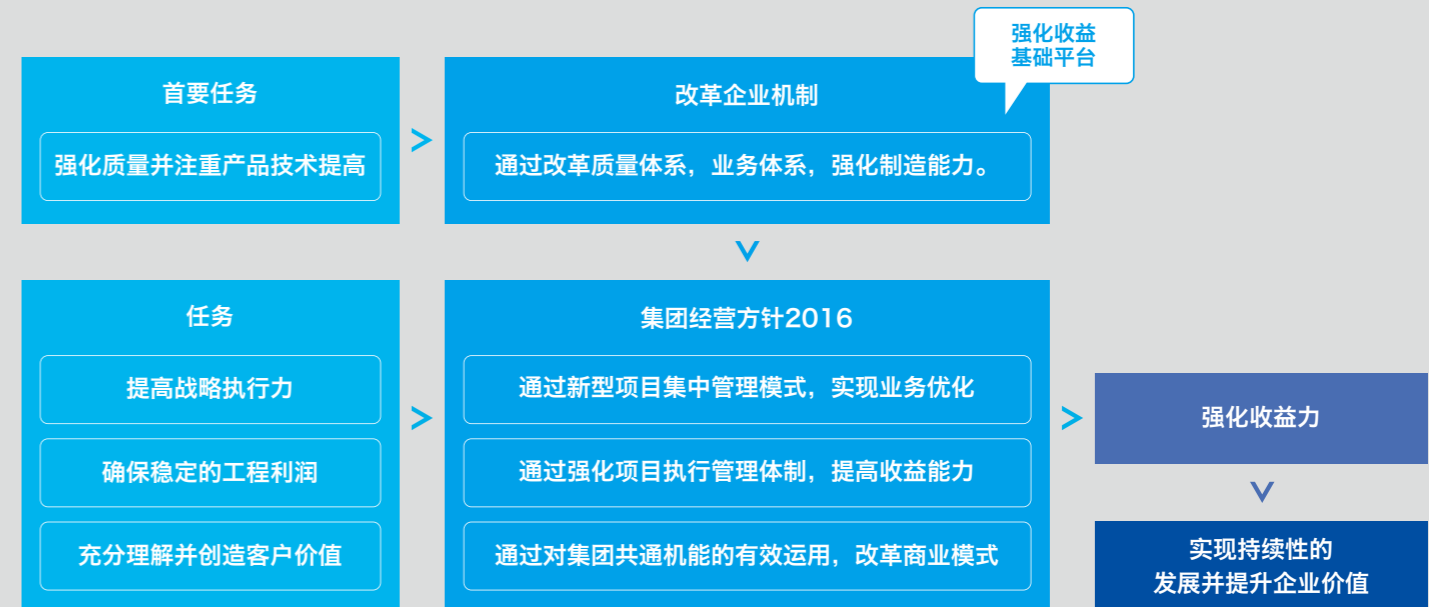 强化收益
基础平台
首要任务
强化质量并注重产品技术提高
改革企业机制
通过改革质量体系，业务体系，强化制造能力。
任务
提高战略执行力
确保稳定的工程利润
充分理解并创造客户价值
集团经营方针2016
通过新型项目集中管理模式，实现业务优化
通过强化项目执行管理体制，提高收益能力
通过对集团共通机能的有效运用，改革商业模式
强化收益力
实现持续性的
发展并提升企业价值